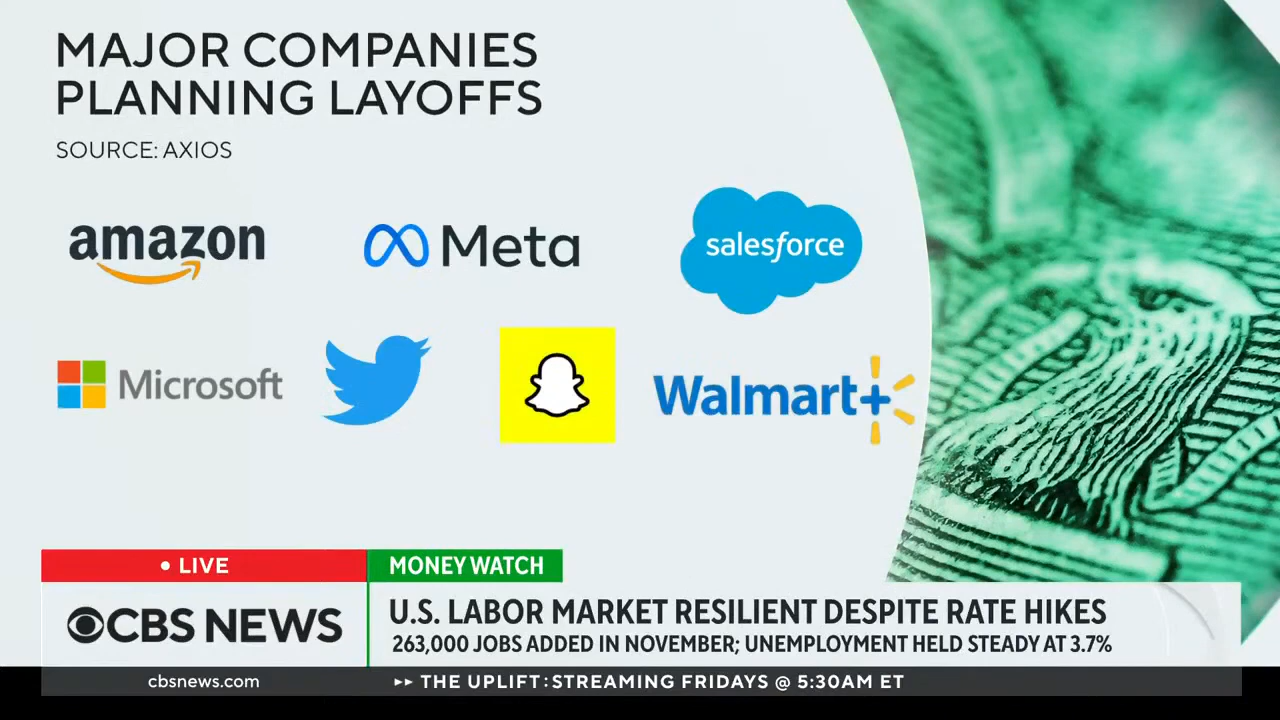 MAJOR COMPANIES
PLANNING LAYOFFS
SOURCE: AXIOS
amazon
Meta
salesforce
Microsoft
Walmart+
• LIVE
MONEY WATCH
CBS NEWS
U.S. LABOR MARKET RESILIENT DESPITE RATE HIKES
263,000 JOBS ADDED IN NOVEMBER; UNEMPLOYMENT HELD STEADY AT 3.7%
cbsnews.com
▸▸ THE UPLIFT: STREAMING FRIDAYS @ 5:30AM ET